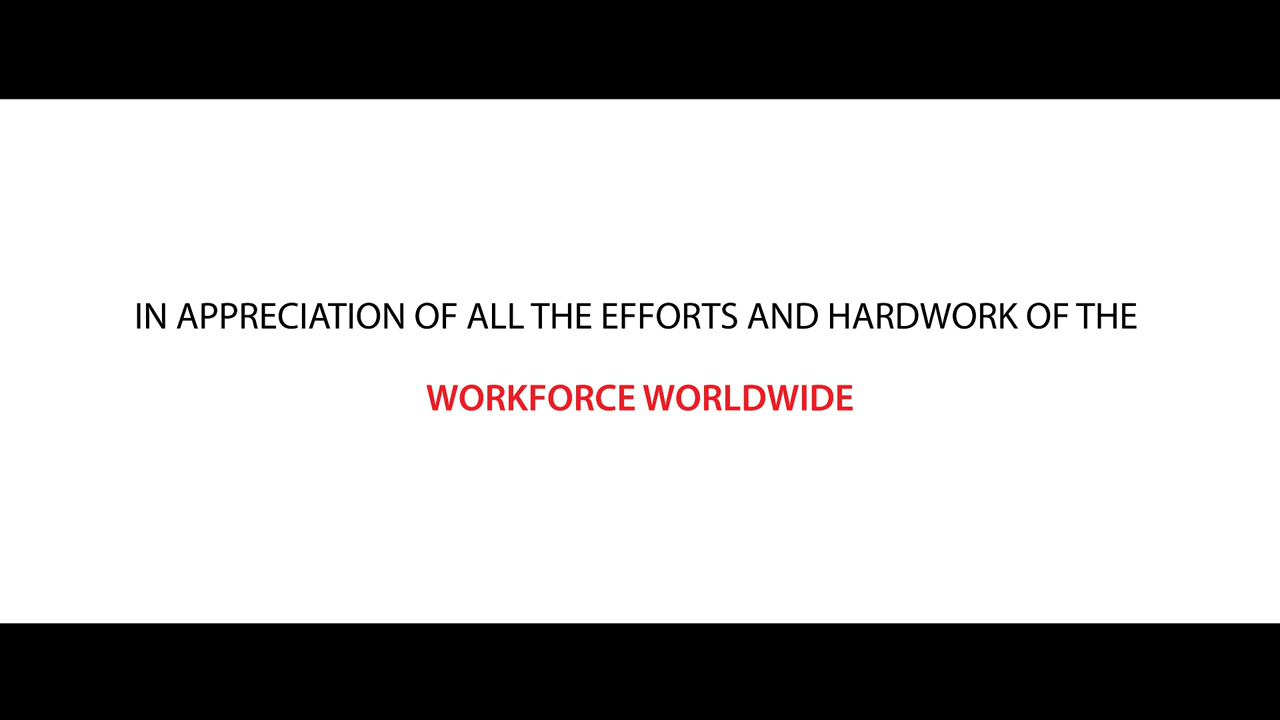 IN APPRECIATION OF ALL THE EFFORTS AND HARDWORK OF THE
WORKFORCE WORLDWIDE